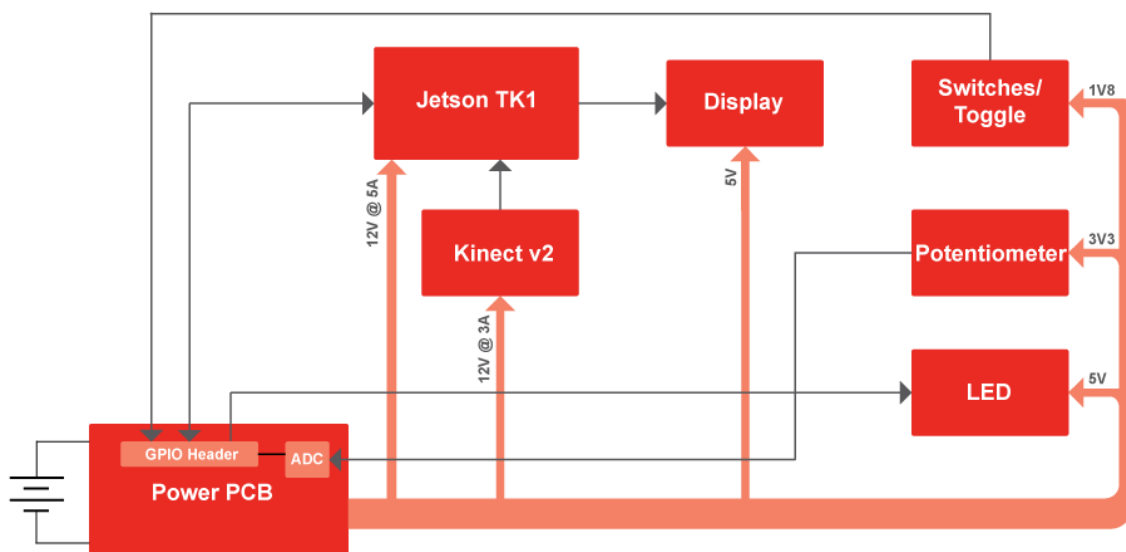 Jetson TK1
Display
Switches/
Toggle
1V8
12V @ 5A
5V
Kinect v2
Potentiometer
3V3
12V @ 3A
LED
5V
GPIO Header
ADC
Power PCB